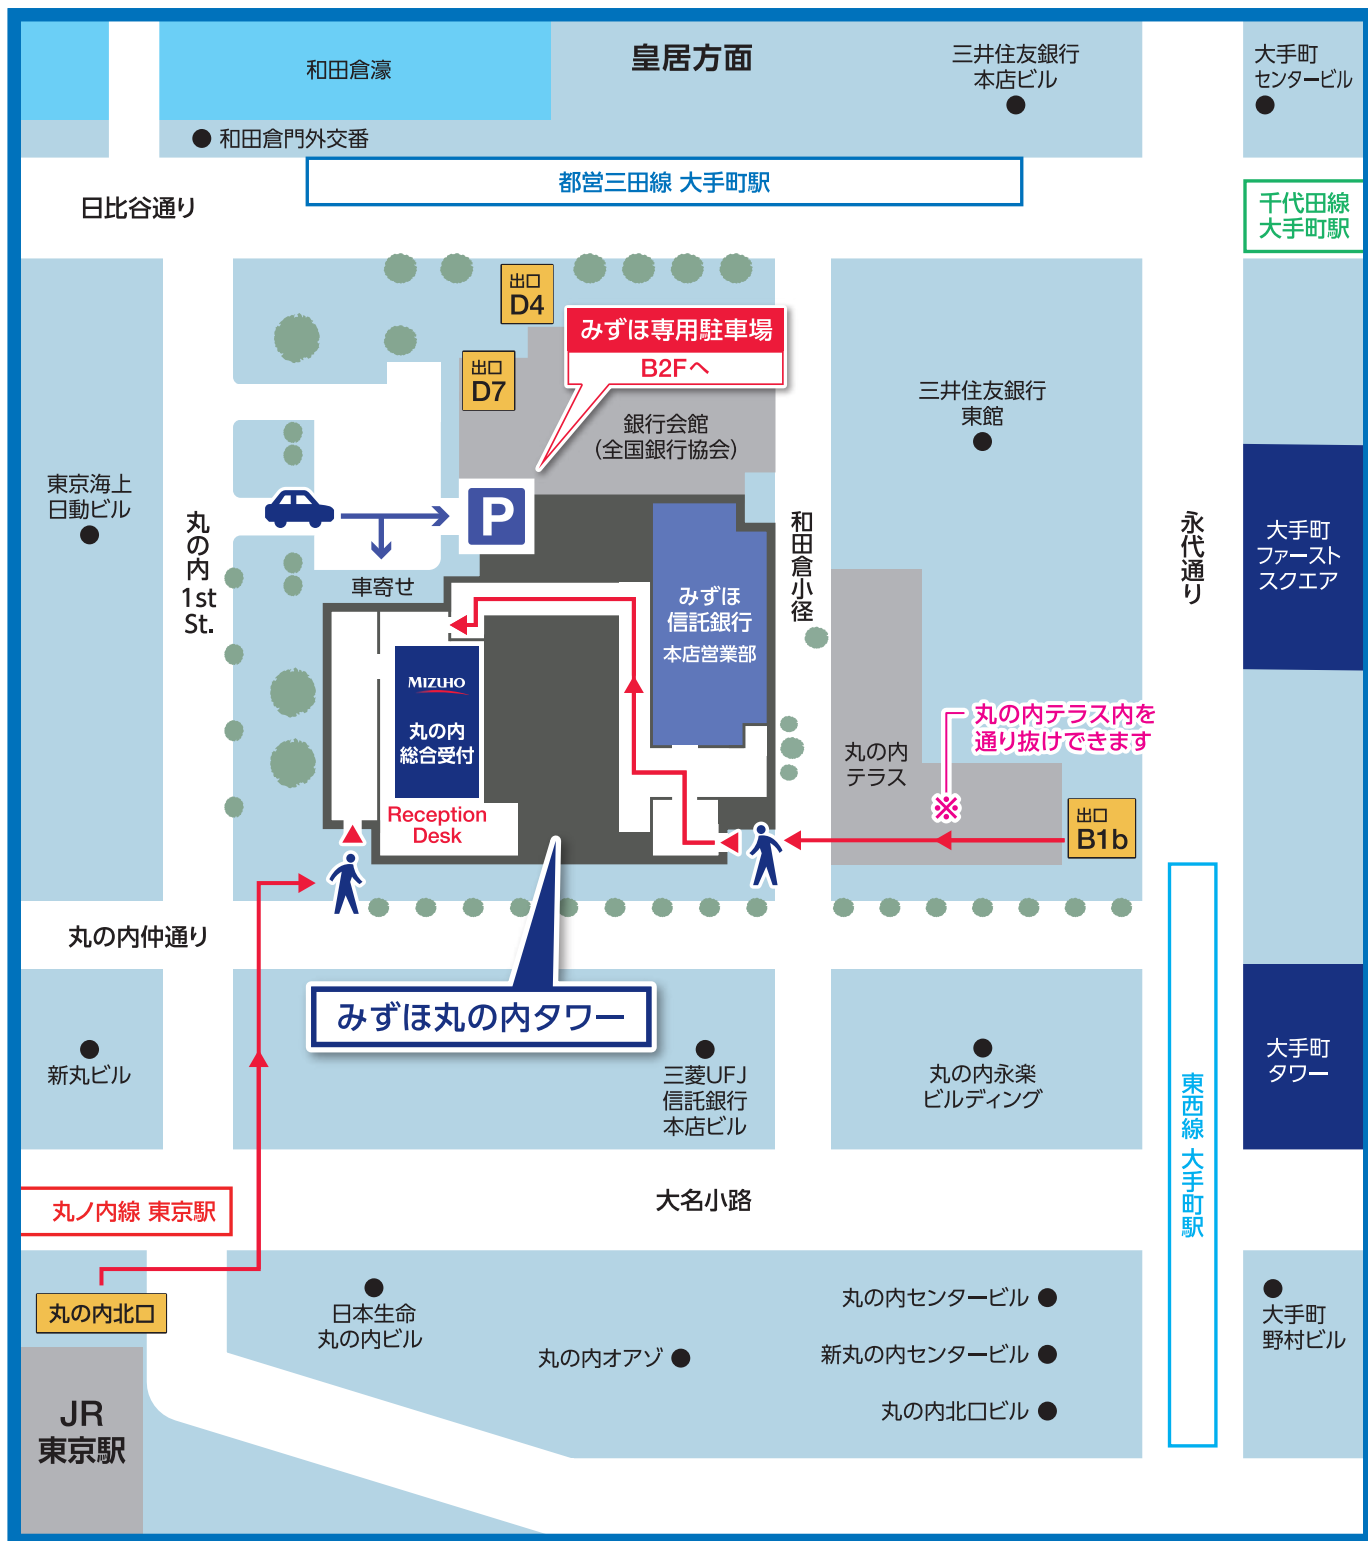 和田倉濠
皇居方面
三井住友銀行
本店ビル
大手町
センタービル
和田倉門外交番
都営三田線 大手町駅
日比谷通り
千代田線
大手町駅
出口
D4
みずほ専用駐車場
B2Fへ
出口
D7
銀行会館
(全国銀行協会)
三井住友銀行
東館
東京海上
日動ビル
丸の内
1st
St.
P
車寄せ
和田倉小径
永代通り
大手町
ファースト
スクエア
みずほ
信託銀行
本店営業部
MIZUHO
丸の内
総合受付
Reception
Desk
丸の内テラス内を
通り抜けできます
丸の内
テラス
※
出口
B1b
丸の内仲通り
みずほ丸の内タワー
新丸ビル
三菱UFJ
信託銀行
本店ビル
丸の内永楽
ビルディング
大手町
タワー
東西線 大手町駅
丸ノ内線 東京駅
大名小路
丸の内北口
日本生命
丸の内ビル
丸の内オアゾ
丸の内センタービル
新丸の内センタービル
丸の内北口ビル
大手町
野村ビル
JR
東京駅